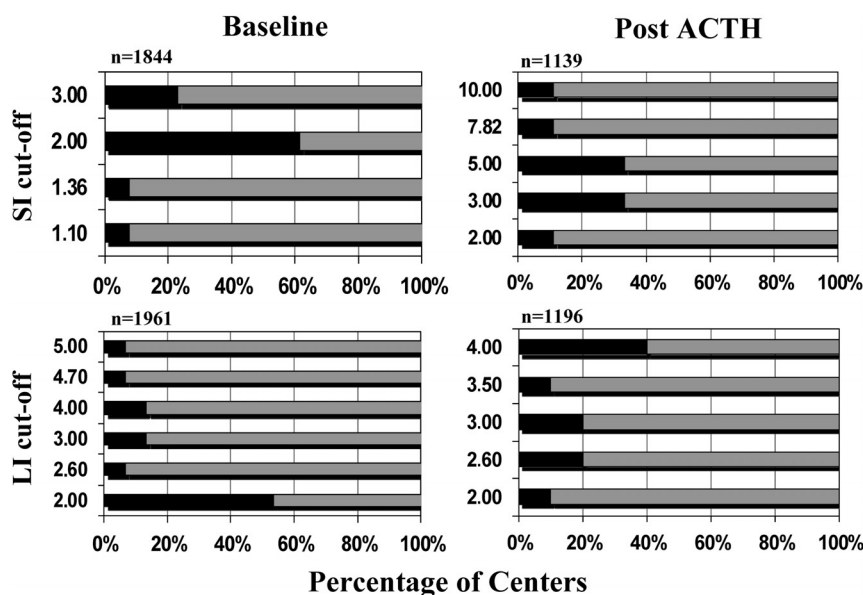 Baseline
Post ACTH
n=1844
n=1139
SI cut-off
3.00
2.00
1.36
1.10
0% 20% 40% 60% 80% 100%
10.00
7.82
5.00
3.00
2.00
0% 20% 40% 60% 80% 100%
n=1961
n=1196
LI cut-off
5.00
4.70
4.00
3.00
2.60
2.00
0% 20% 40% 60% 80% 100%
4.00
3.50
3.00
2.60
2.00
0% 20% 40% 60% 80% 100%
Percentage of Centers